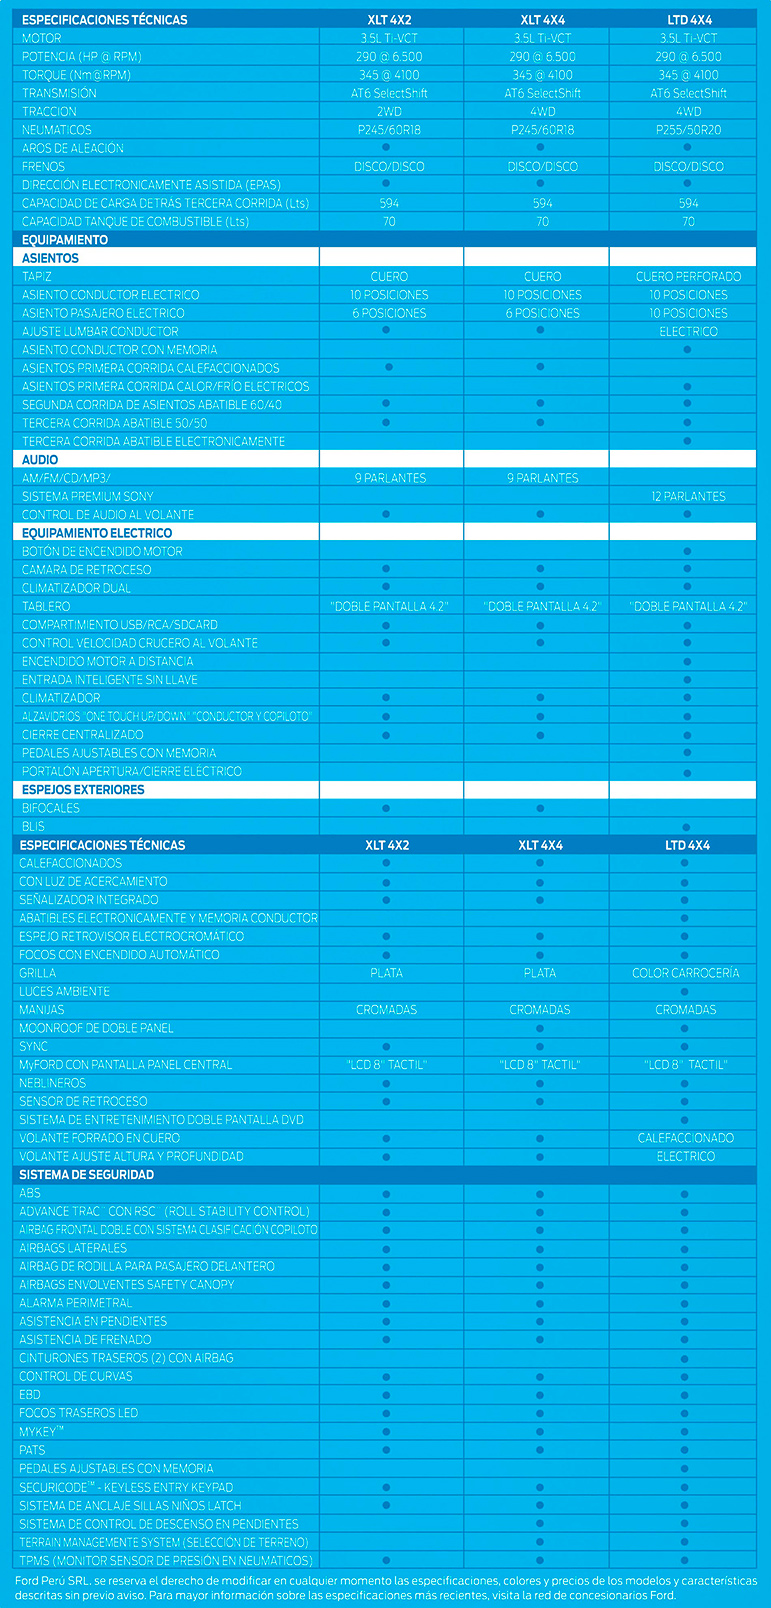 ESPECIFICACIONES TÉCNICAS XLT 4X2 XLT 4X4 LTD 4X4
MOTOR 3.5L Ti-VCT 3.5L Ti-VCT 3.5L Ti-VCT
POTENCIA (HP @ RPM) 290 @ 6.500 290 @ 6.500 290 @ 6.500
TORQUE (Nm@RPM) 345 @ 4100 345 @ 4100 345 @ 4100
TRANSMISIÓN AT6 SelectShift AT6 SelectShift AT6 SelectShift
TRACCION 2WD 4WD 4WD
NEUMATICOS P245/60R18 P245/60R18 P255/50R20
AROS DE ALEACIÓN ● ● ●
FRENOS DISCO/DISCO DISCO/DISCO DISCO/DISCO
DIRECCIÓN ELECTRONICAMENTE ASISTIDA (EPAS) ● ● ●
CAPACIDAD DE CARGA DETRÁS TERCERA CORRIDA (Lts) 594 594 594
CAPACIDAD TANQUE DE COMBUSTIBLE (Lts) 70 70 70
EQUIPAMIENTO
ASIENTOS
TAPIZ CUERO CUERO CUERO PERFORADO
ASIENTO CONDUCTOR ELECTRICO 10 POSICIONES 10 POSICIONES 10 POSICIONES
ASIENTO PASAJERO ELECTRICO 6 POSICIONES 6 POSICIONES 10 POSICIONES
AJUSTE LUMBAR CONDUCTOR ● ● ELECTRICO
ASIENTO CONDUCTOR CON MEMORIA ●
ASIENTOS PRIMERA CORRIDA CALEFACCIONADOS ● ●
ASIENTOS PRIMERA CORRIDA CALOR/FRÍO ELECTRICOS ●
SEGUNDA CORRIDA DE ASIENTOS ABATIBLE 60/40 ● ● ●
TERCERA CORRIDA ABATIBLE 50/50 ● ● ●
TERCERA CORRIDA ABATIBLE ELECTRONICAMENTE ●
AUDIO
AM/FM/CD/MP3/ 9 PARLANTES 9 PARLANTES
SISTEMA PREMIUM SONY 12 PARLANTES
CONTROL DE AUDIO AL VOLANTE ● ● ●
EQUIPAMIENTO ELECTRICO
BOTÓN DE ENCENDIDO MOTOR ●
CAMARA DE RETROCESO ● ● ●
CLIMATIZADOR DUAL ● ● ●
TABLERO "DOBLE PANTALLA 4.2" "DOBLE PANTALLA 4.2" "DOBLE PANTALLA 4.2"
COMPARTIMIENTO USB/RCA/SDCARD ● ● ●
CONTROL VELOCIDAD CRUCERO AL VOLANTE ● ● ●
ENCENDIDO MOTOR A DISTANCIA ●
ENTRADA INTELIGENTE SIN LLAVE ●
CLIMATIZADOR ● ● ●
ALZAVIDRIOS "ONE TOUCH UP/DOWN" "CONDUCTOR Y COPILOTO" ● ● ●
CIERRE CENTRALIZADO ● ● ●
PEDALES AJUSTABLES CON MEMORIA ●
PORTALÓN APERTURA/CIERRE ELÉCTRICO ●
ESPEJOS EXTERIORES
BIFOCALES ● ●
BLIS ●
ESPECIFICACIONES TÉCNICAS XLT 4X2 XLT 4X4 LTD 4X4
CALEFACCIONADOS ● ● ●
CON LUZ DE ACERCAMIENTO ● ● ●
SEÑALIZADOR INTEGRADO ● ● ●
ABATIBLES ELECTRONICAMENTE Y MEMORIA CONDUCTOR ●
ESPEJO RETROVISOR ELECTROCROMÁTICO ● ● ●
FOCOS CON ENCENDIDO AUTOMÁTICO ● ● ●
GRILLA PLATA PLATA COLOR CARROCERÍA
LUCES AMBIENTE ●
MANIJAS CROMADAS CROMADAS CROMADAS
MOONROOF DE DOBLE PANEL ● ●
SYNC ● ● ●
MyFORD CON PANTALLA PANEL CENTRAL "LCD 8" TACTIL" "LCD 8" TACTIL" "LCD 8" TACTIL"
NEBLINEROS ● ● ●
SENSOR DE RETROCESO ● ● ●
SISTEMA DE ENTRETENIMIENTO DOBLE PANTALLA DVD ●
VOLANTE FORRADO EN CUERO ● ● CALEFACCIONADO
VOLANTE AJUSTE ALTURA Y PROFUNDIDAD ● ● ELECTRICO
SISTEMA DE SEGURIDAD
ABS ● ● ●
ADVANCE TRAC CON RSC (ROLL STABILITY CONTROL) ● ● ●
AIRBAG FRONTAL DOBLE CON SISTEMA CLASIFICACIÓN COPILOTO ● ● ●
AIRBAGS LATERALES ● ● ●
AIRBAG DE RODILLA PARA PASAJERO DELANTERO ● ● ●
AIRBAGS ENVOLVENTES SAFETY CANOPY ● ● ●
ALARMA PERIMETRAL ● ● ●
ASISTENCIA EN PENDIENTES ● ● ●
ASISTENCIA DE FRENADO ● ● ●
CINTURONES TRASEROS (2) CON AIRBAG ●
CONTROL DE CURVAS ● ● ●
EBD ● ● ●
FOCOS TRASEROS LED ● ● ●
MYKEY™ ● ● ●
PATS ● ● ●
PEDALES AJUSTABLES CON MEMORIA ●
SECURICODE™ - KEYLESS ENTRY KEYPAD ● ● ●
SISTEMA DE ANCLAJE SILLAS NIÑOS LATCH ● ● ●
SISTEMA DE CONTROL DE DESCENSO EN PENDIENTES ● ●
TERRAIN MANAGEMENTE SYSTEM (SELECCIÓN DE TERRENO) ● ●
TPMS (MONITOR SENSOR DE PRESIÓN EN NEUMATICOS) ● ● ●
Ford Perú SRL. se reserva el derecho de modificar en cualquier momento las especificaciones, colores y precios de los modelos y características
descritas sin previo aviso. Para mayor información sobre las especificaciones más recientes, visita la red de concesionarios Ford.